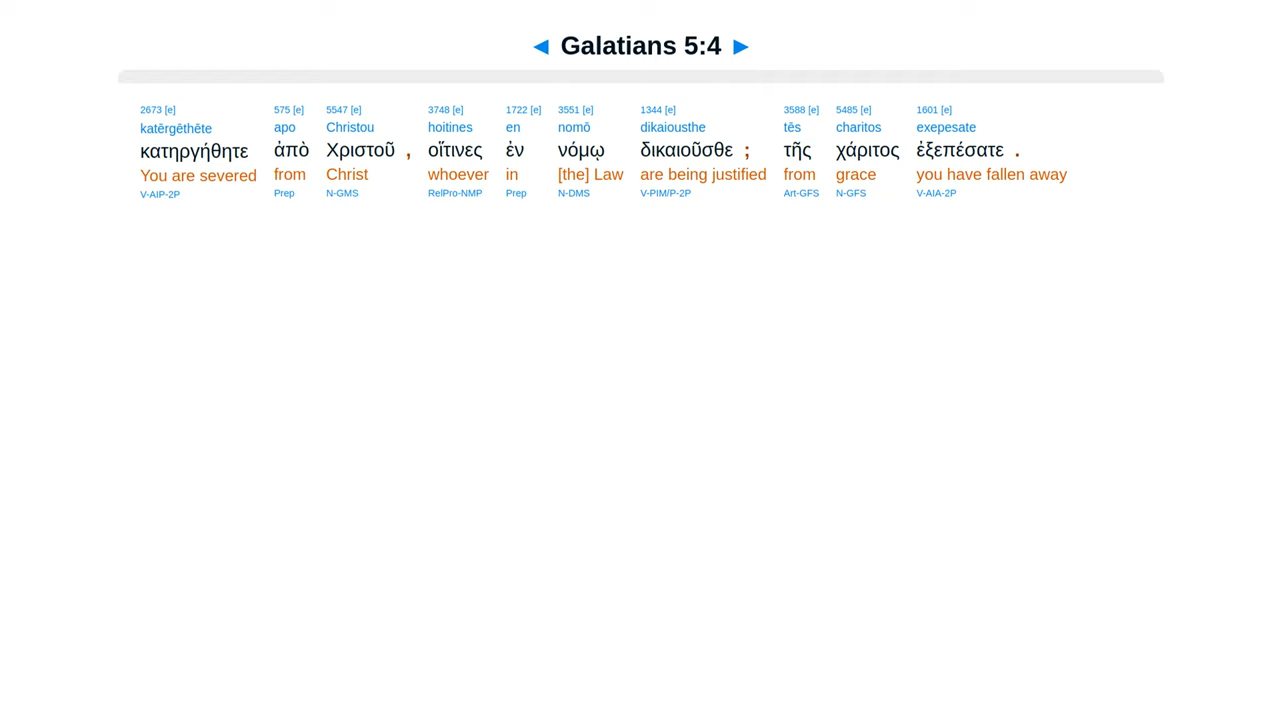 ◄ Galatians 5:4 ►
2673 [e] 575 [e] 5547 [e] 3748 [e] 1722 [e] 3551 [e] 1344 [e] 3588 [e] 5485 [e] 1601 [e]
katērgēthēte apo Christou hoitines en nomō dikaiousthe tēs charitos exepesate
κατηργήθητε ἀπὸ Χριστοῦ , οἵτινες ἐν νόμῳ δικαιοῦσθε ; τῆς χάριτος ἐξεπέσατε .
You are severed from Christ whoever in [the] Law are being justified from grace you have fallen away
V-AIP-2P Prep N-GMS RelPro-NMP Prep N-DMS V-PIM/P-2P Art-GFS N-GFS V-AIA-2P